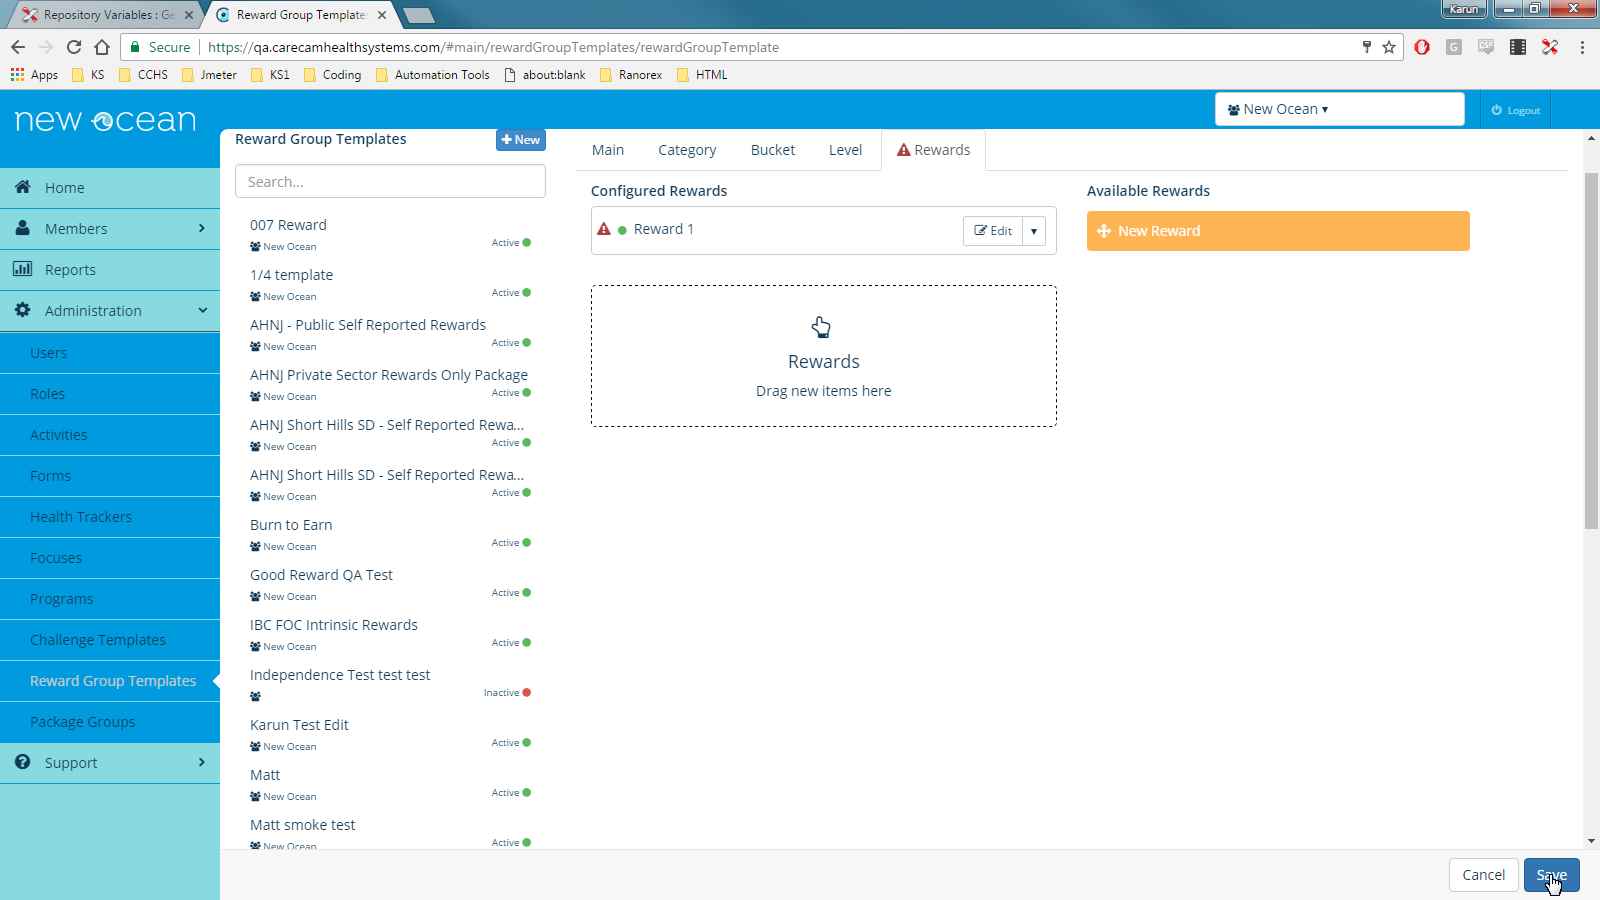 Repository Variables : Ge
Reward Group Template
Karun
Secure
https://qa.carecamhealthsystems.com/#main/rewardGroupTemplates/rewardGroupTemplate
Apps
KS
CCHS
Jmeter
KS1
Coding
Automation Tools
about:blank
Ranorex
HTML
new ocean
New Ocean
Logout
Home
Members
Reports
Administration
Users
Roles
Activities
Forms
Health Trackers
Focuses
Programs
Challenge Templates
Reward Group Templates
Package Groups
Support
Reward Group Templates
New
Search...
007 Reward
New Ocean
Active
1/4 template
New Ocean
Active
AHNJ - Public Self Reported Rewards
New Ocean
Active
AHNJ Private Sector Rewards Only Package
New Ocean
Active
AHNJ Short Hills SD - Self Reported Rewa...
New Ocean
Active
AHNJ Short Hills SD - Self Reported Rewa...
New Ocean
Active
Burn to Earn
New Ocean
Active
Good Reward QA Test
New Ocean
Active
IBC FOC Intrinsic Rewards
New Ocean
Active
Independence Test test test
Inactive
Karun Test Edit
New Ocean
Active
Matt
New Ocean
Active
Matt smoke test
New Ocean
Active
Main
Category
Bucket
Level
Rewards
Configured Rewards
Reward 1
Edit
Rewards
Drag new items here
Available Rewards
New Reward
Cancel
Save